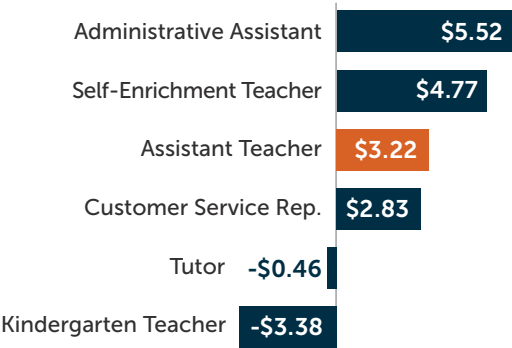 Administrative Assistant $5.52
Self-Enrichment Teacher $4.77
Assistant Teacher $3.22
Customer Service Rep. $2.83
Tutor -$0.46
Kindergarten Teacher -$3.38